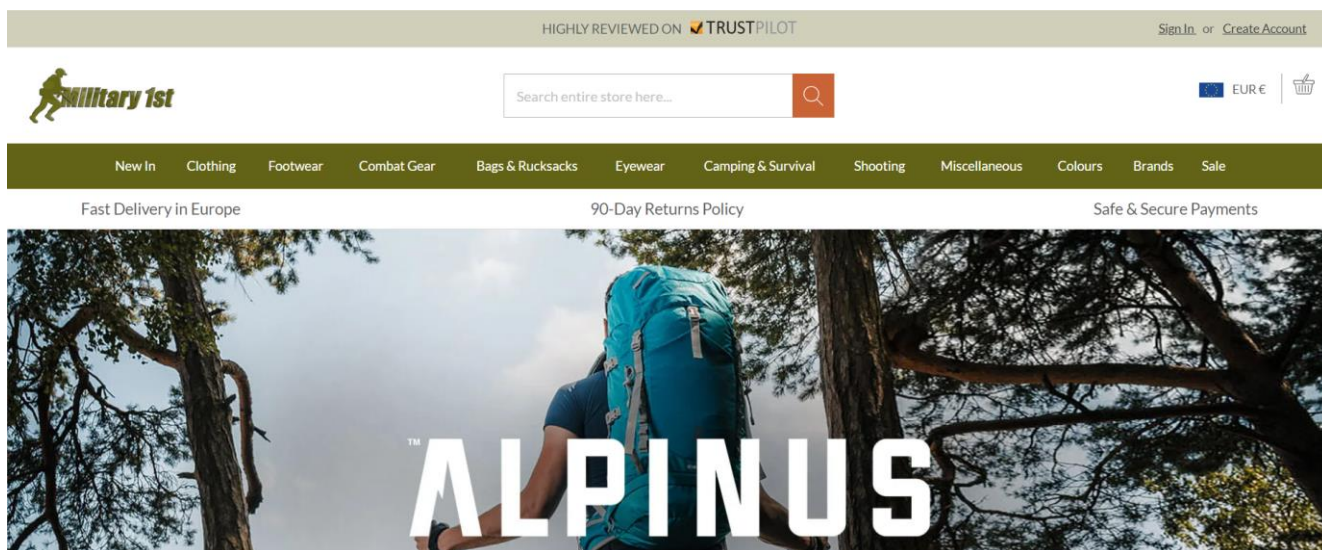 HIGHLY REVIEWED ON TRUSTPILOT
Sign In or Create Account
Military 1st
Search entire store here...
EUR €
New In Clothing Footwear Combat Gear Bags & Rucksacks Eyewear Camping & Survival Shooting Miscellaneous Colours Brands Sale
Fast Delivery in Europe 90-Day Returns Policy Safe & Secure Payments
™ ALPINUS